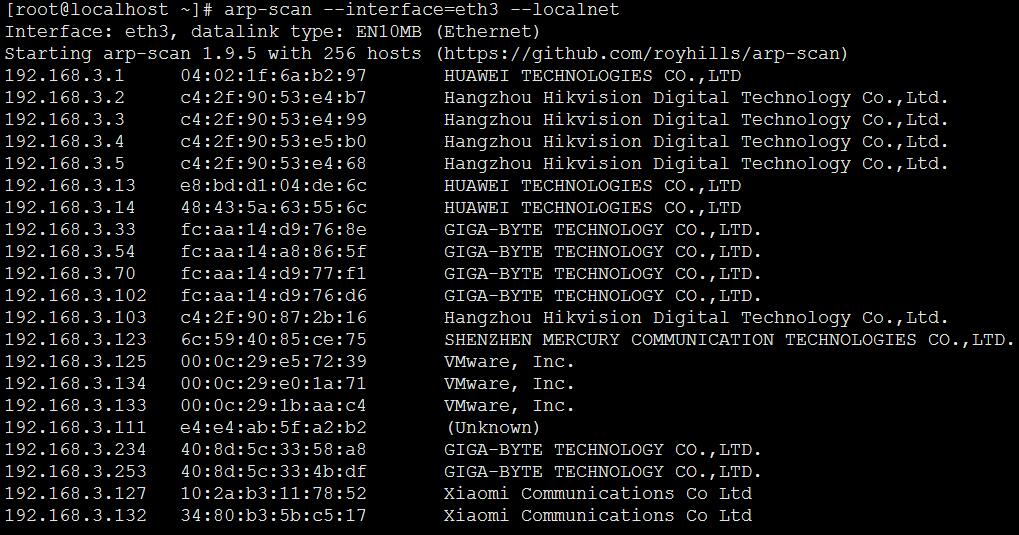 [root@localhost ~]# arp-scan --interface=eth3 --localnet
Interface: eth3, datalink type: EN10MB (Ethernet)
Starting arp-scan 1.9.5 with 256 hosts (https://github.com/royhills/arp-scan)
192.168.3.1 04:02:1f:6a:b2:97 HUAWEI TECHNOLOGIES CO.,LTD
192.168.3.2 c4:2f:90:53:e4:b7 Hangzhou Hikvision Digital Technology Co.,Ltd.
192.168.3.3 c4:2f:90:53:e4:99 Hangzhou Hikvision Digital Technology Co.,Ltd.
192.168.3.4 c4:2f:90:53:e5:b0 Hangzhou Hikvision Digital Technology Co.,Ltd.
192.168.3.5 c4:2f:90:53:e4:68 Hangzhou Hikvision Digital Technology Co.,Ltd.
192.168.3.13 e8:bd:d1:04:de:6c HUAWEI TECHNOLOGIES CO.,LTD
192.168.3.14 48:43:5a:63:55:6c HUAWEI TECHNOLOGIES CO.,LTD
192.168.3.33 fc:aa:14:d9:76:8e GIGA-BYTE TECHNOLOGY CO.,LTD.
192.168.3.54 fc:aa:14:a8:86:5f GIGA-BYTE TECHNOLOGY CO.,LTD.
192.168.3.70 fc:aa:14:d9:77:f1 GIGA-BYTE TECHNOLOGY CO.,LTD.
192.168.3.102 fc:aa:14:d9:76:d6 GIGA-BYTE TECHNOLOGY CO.,LTD.
192.168.3.103 c4:2f:90:87:2b:16 Hangzhou Hikvision Digital Technology Co.,Ltd.
192.168.3.123 6c:59:40:85:ce:75 SHENZHEN MERCURY COMMUNICATION TECHNOLOGIES CO.,LTD.
192.168.3.125 00:0c:29:e5:72:39 VMware, Inc.
192.168.3.134 00:0c:29:e0:1a:71 VMware, Inc.
192.168.3.133 00:0c:29:1b:aa:c4 VMware, Inc.
192.168.3.111 e4:e4:ab:5f:a2:b2 (Unknown)
192.168.3.234 40:8d:5c:33:58:a8 GIGA-BYTE TECHNOLOGY CO.,LTD.
192.168.3.253 40:8d:5c:33:4b:df GIGA-BYTE TECHNOLOGY CO.,LTD.
192.168.3.127 10:2a:b3:11:78:52 Xiaomi Communications Co Ltd
192.168.3.132 34:80:b3:5b:c5:17 Xiaomi Communications Co Ltd